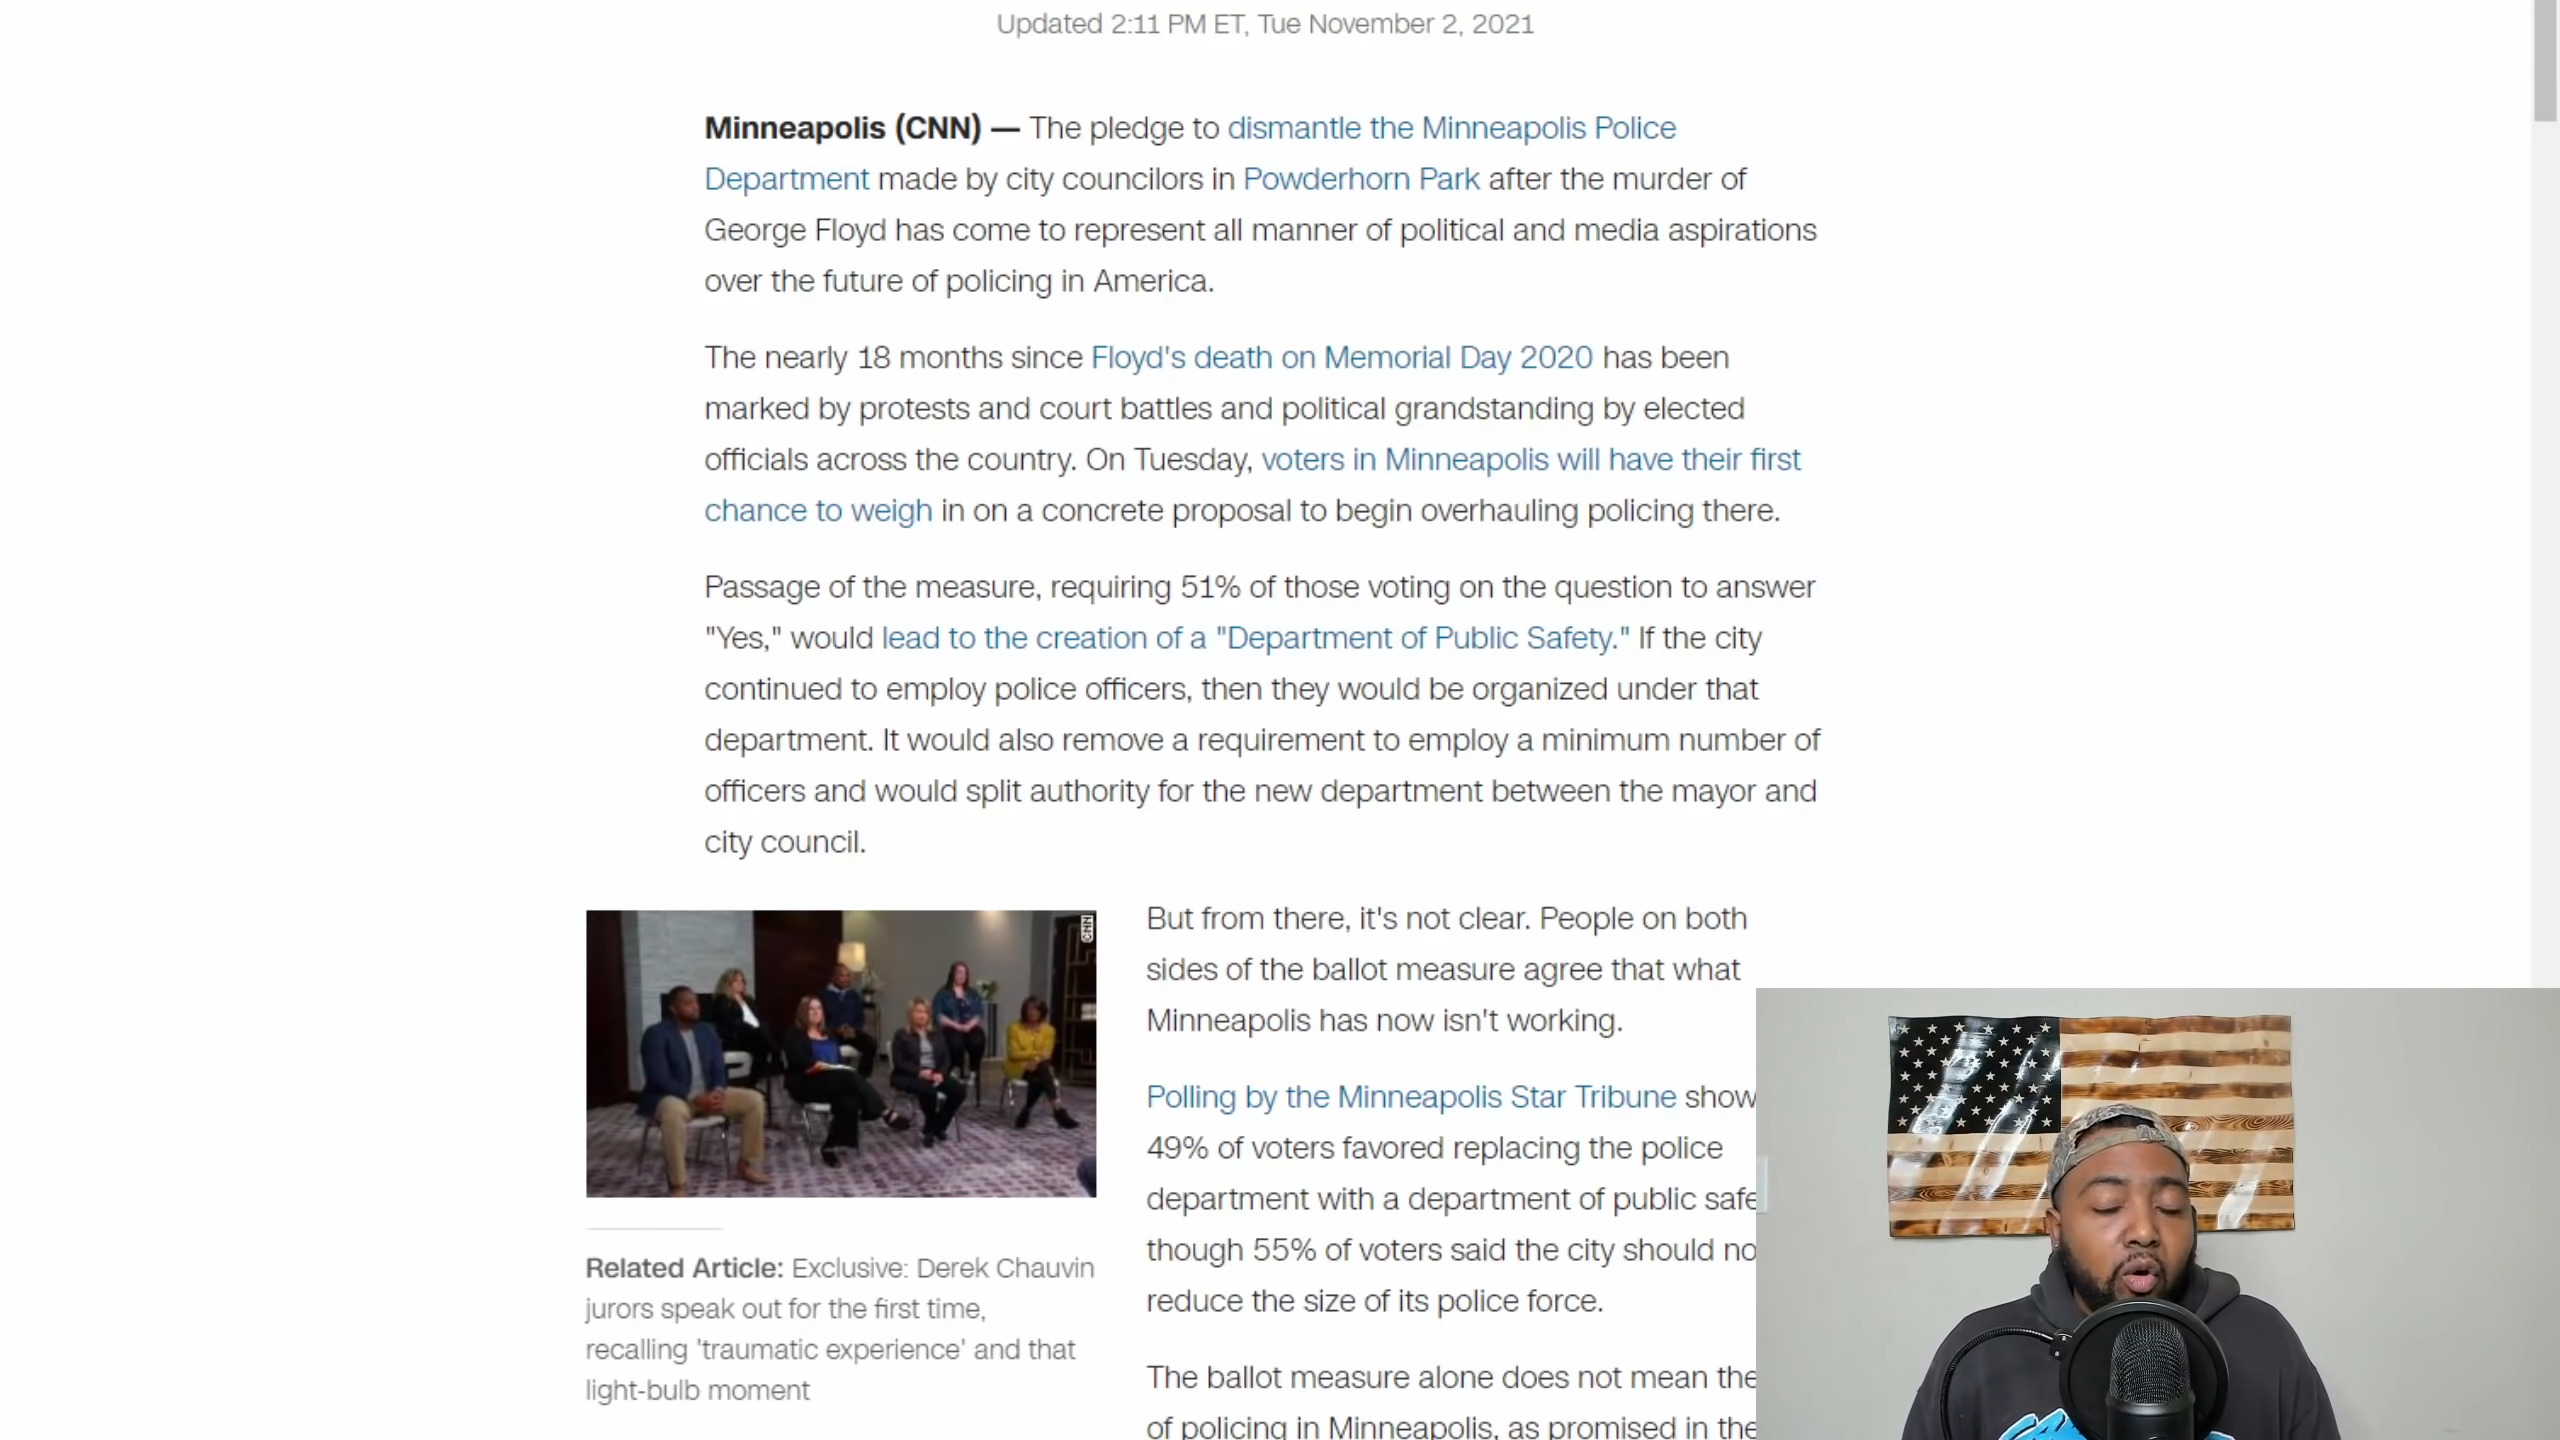 Updated 2:11 PM ET, Tue November 2, 2021
Minneapolis (CNN) — The pledge to dismantle the Minneapolis Police
Department made by city councilors in Powderhorn Park after the murder of
George Floyd has come to represent all manner of political and media aspirations
over the future of policing in America.
The nearly 18 months since Floyd's death on Memorial Day 2020 has been
marked by protests and court battles and political grandstanding by elected
officials across the country. On Tuesday, voters in Minneapolis will have their first
chance to weigh in on a concrete proposal to begin overhauling policing there.
Passage of the measure, requiring 51% of those voting on the question to answer
"Yes," would lead to the creation of a "Department of Public Safety." If the city
continued to employ police officers, then they would be organized under that
department. It would also remove a requirement to employ a minimum number of
officers and would split authority for the new department between the mayor and
city council.
CNN
Related Article: Exclusive: Derek Chauvin
jurors speak out for the first time,
recalling 'traumatic experience' and that
light-bulb moment
But from there, it's not clear. People on both
sides of the ballot measure agree that what
Minneapolis has now isn't working.
Polling by the Minneapolis Star Tribune show
49% of voters favored replacing the police
department with a department of public safe
though 55% of voters said the city should no
reduce the size of its police force.
The ballot measure alone does not mean the
of policing in Minneapolis, as promised in the